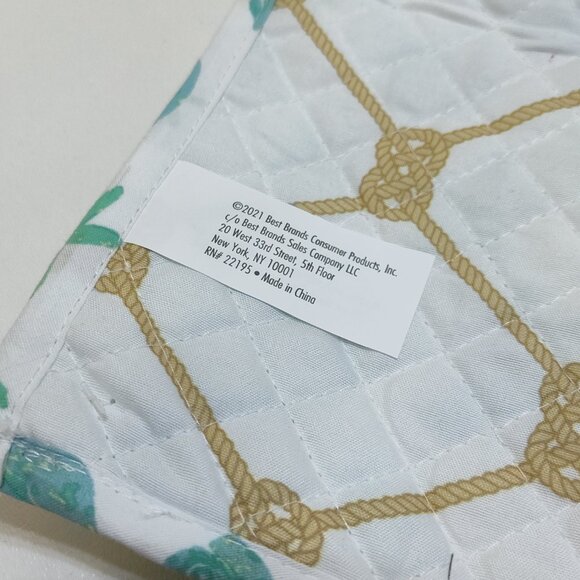 ©2021 Best Brands Consumer Products, Inc.
c/o Best Brands Sales Company LLC
20 West 33rd Street, 5th Floor
New York, NY 10001
RN# 22195 • Made in China